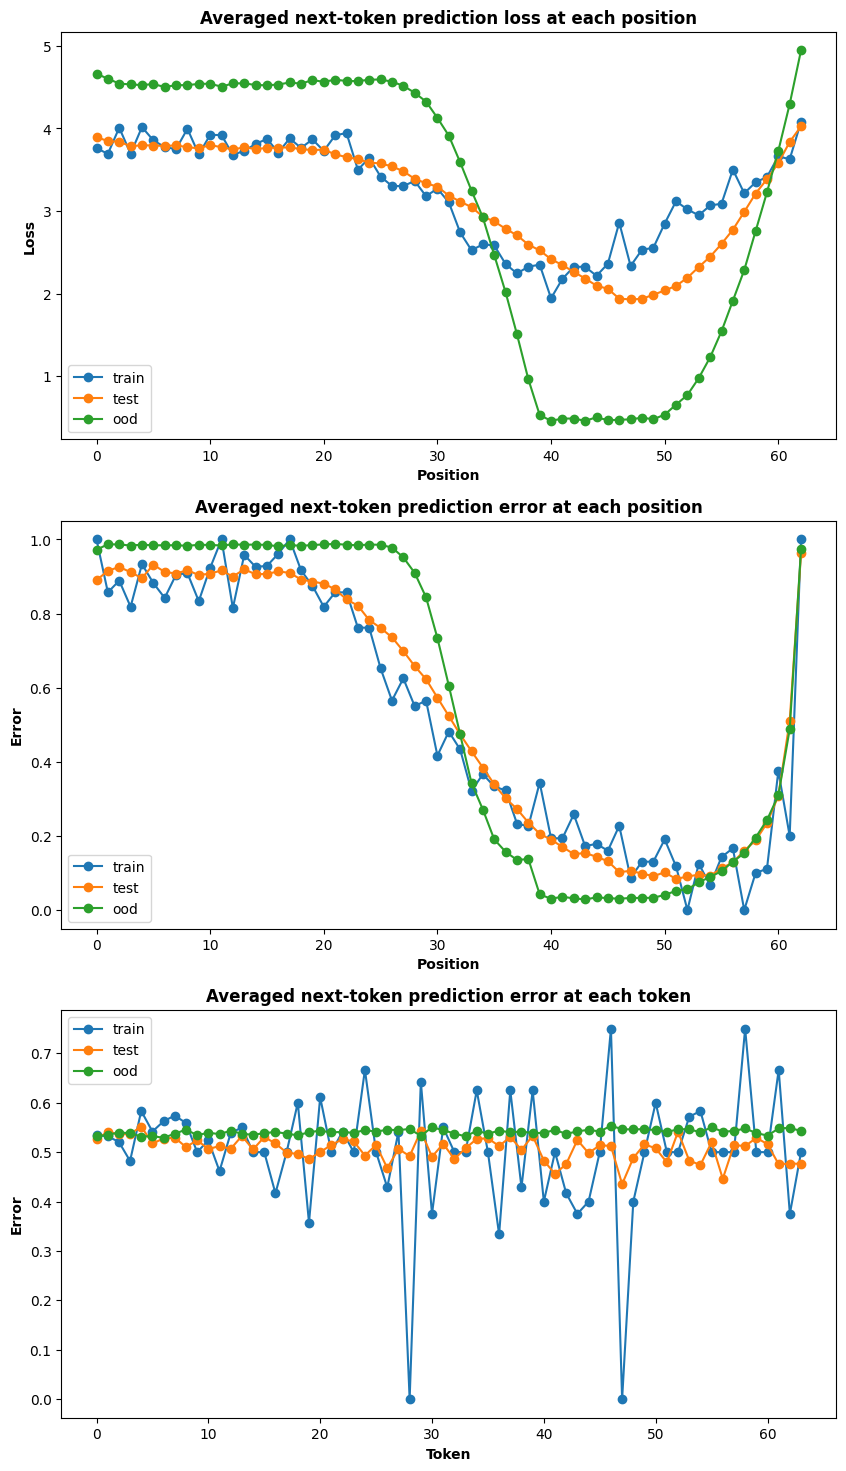 Averaged next-token prediction loss at each position
5
4
3
2
1
Loss
train
test
ood
0 10 20 30 40 50 60
Position
Averaged next-token prediction error at each position
1.0
0.8
0.6
0.4
0.2
0.0
Error
train
test
ood
0 10 20 30 40 50 60
Position
Averaged next-token prediction error at each token
train
test
ood
0.7
0.6
0.5
0.4
0.3
0.2
0.1
0.0
Error
0 10 20 30 40 50 60
Token